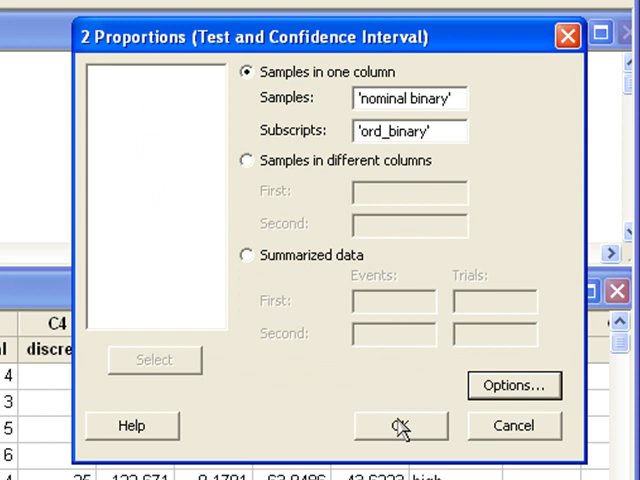 2 Proportions (Test and Confidence Interval)
Samples in one column
Samples: 'nominal binary'
Subscripts: 'ord_binary'
Samples in different columns
First:
Second:
Summarized data
Events: Trials:
First:
Second:
Select
Options...
Help OK Cancel
C4
discre
4
3
5
6
high